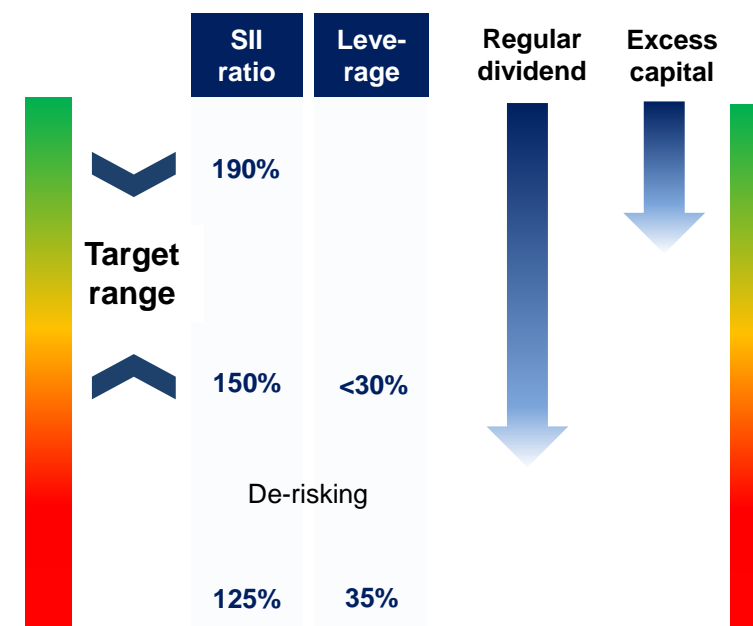 SII
ratio
Leve-
rage
Regular
dividend
Excess
capital
190%
Target
range
150%
<30%
De-risking
125%
35%